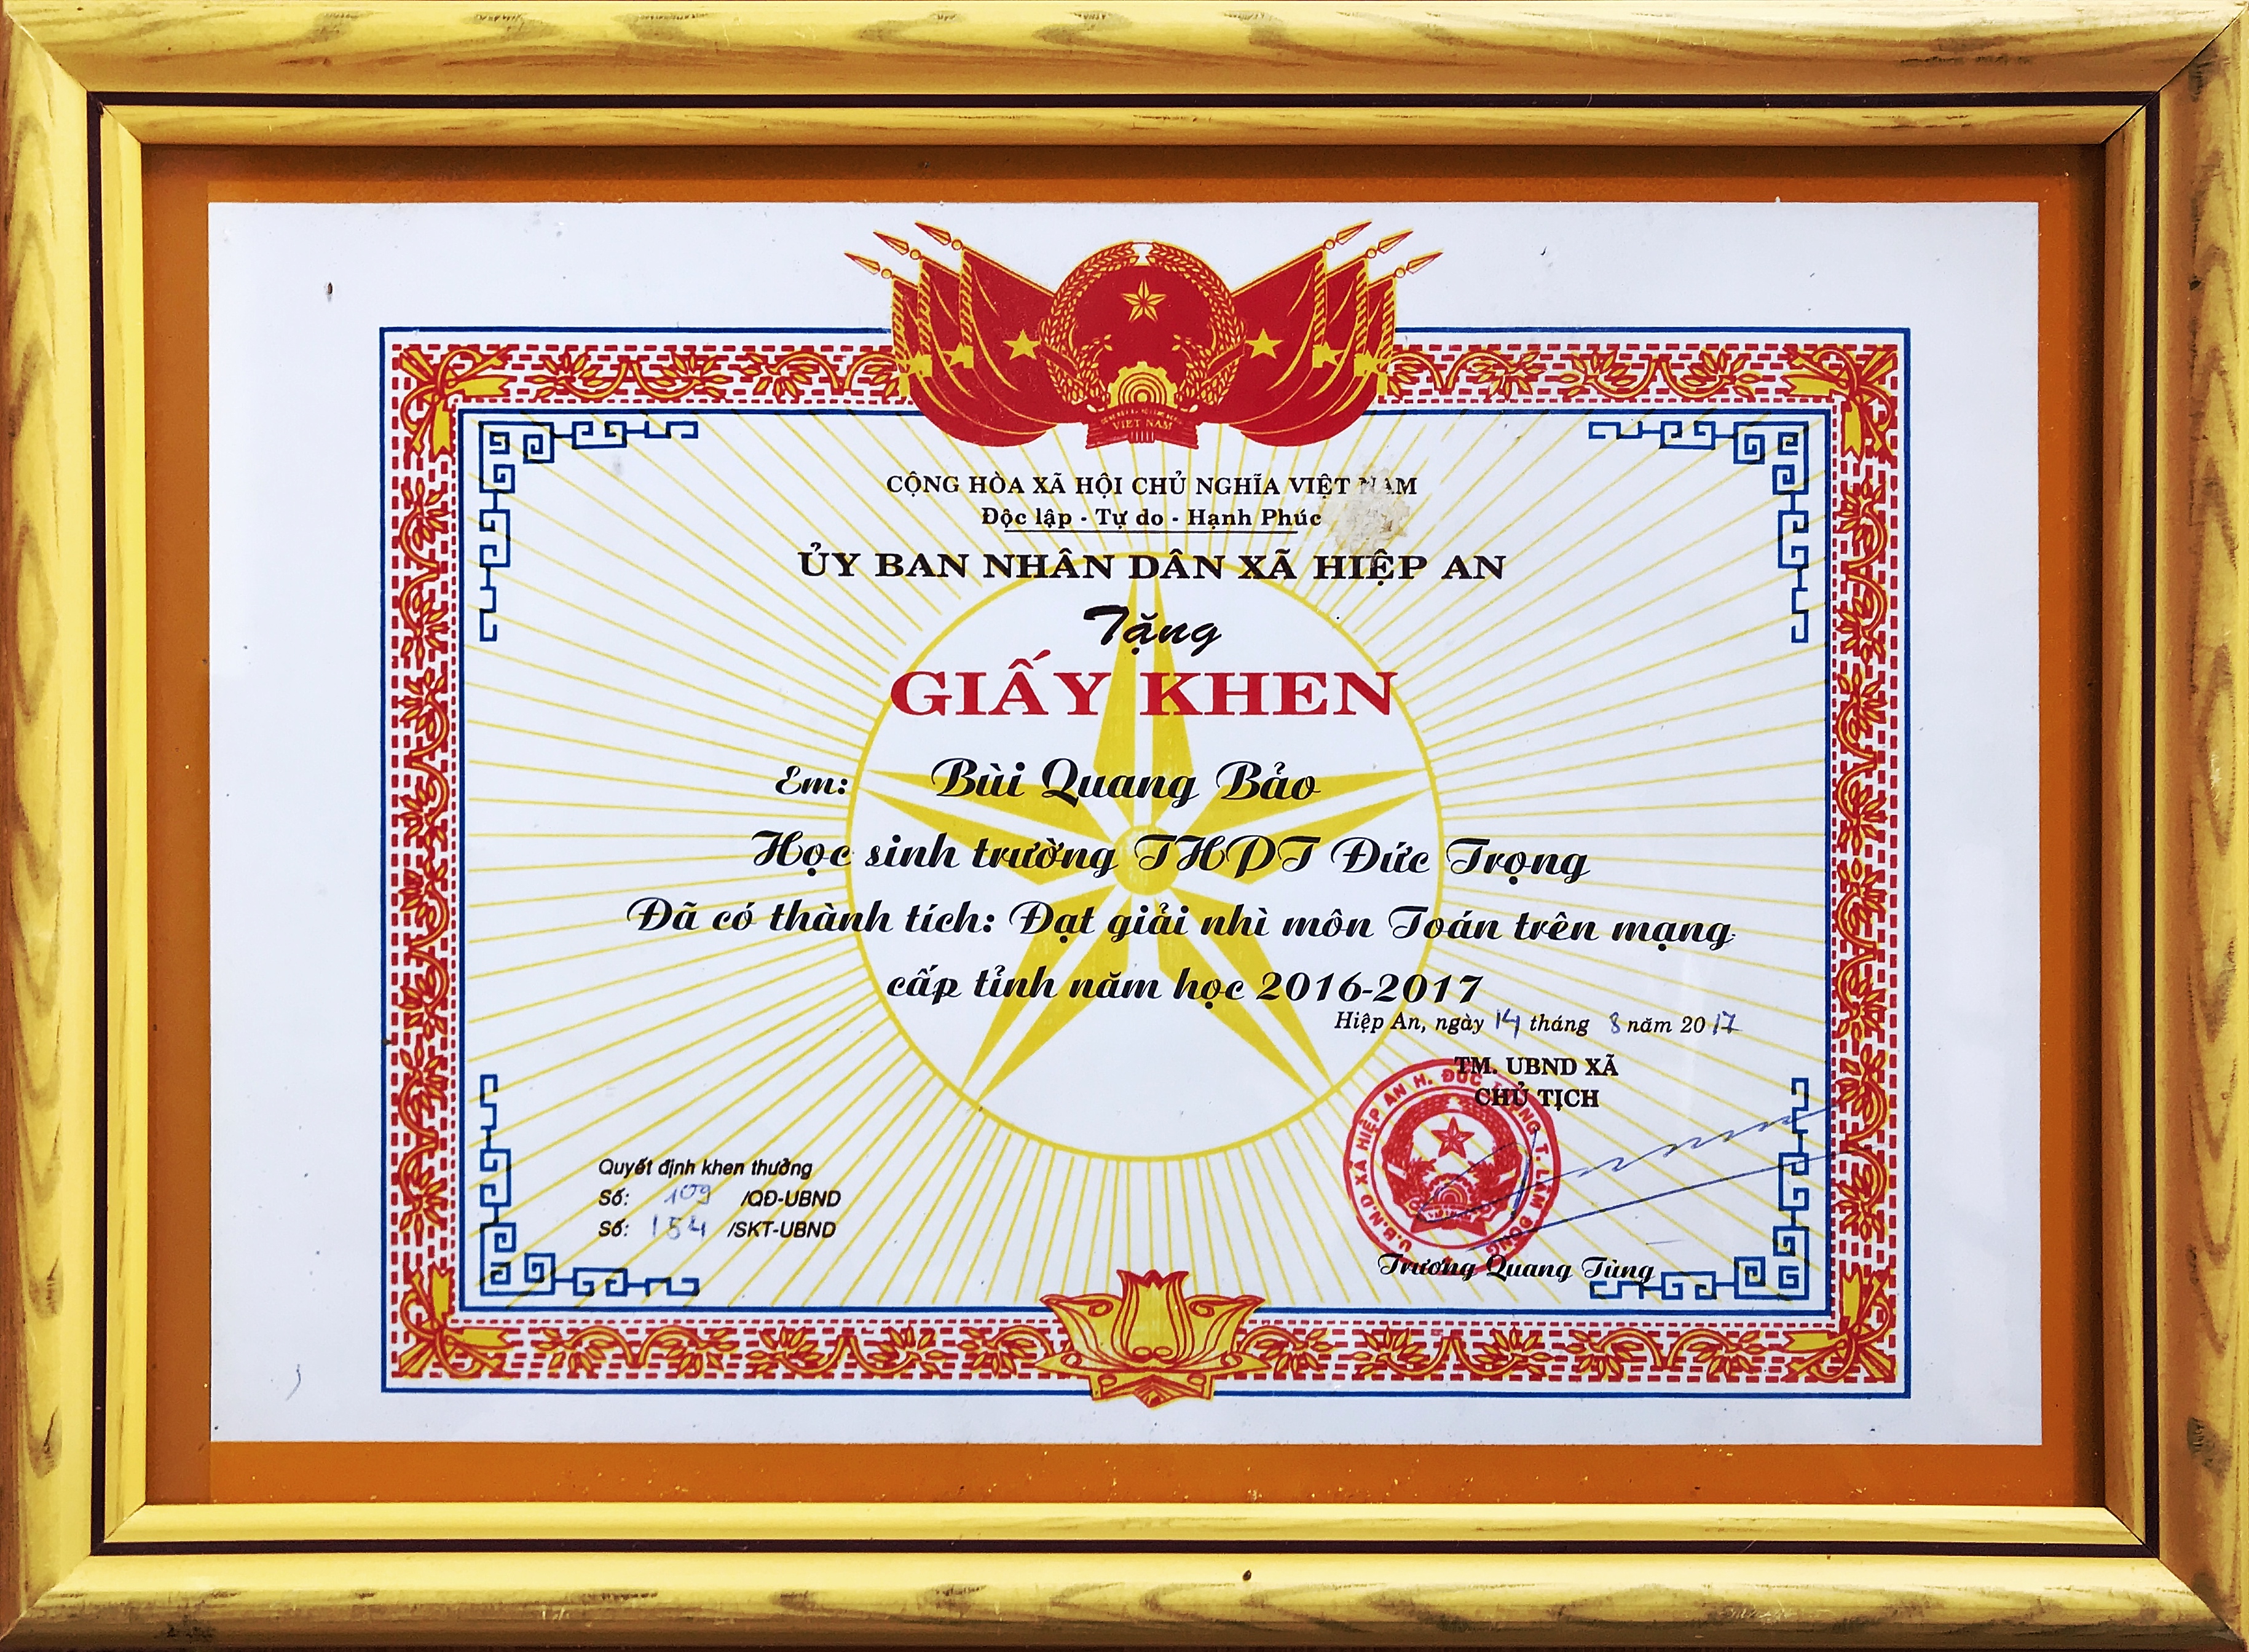 VIET NAM
CỘNG HÒA XÃ HỘI CHỦ NGHĨA VIỆT NAM
Độc lập - Tự do - Hạnh Phúc
ỦY BAN NHÂN DÂN XÃ HIỆP AN
Tặng
GIẤY KHEN
Em: Bùi Quang Bảo
Học sinh trường THPT Đức Trọng
Đã có thành tích: Đạt giải nhì môn Toán trên mạng
cấp tỉnh năm học 2016-2017
Hiệp An, ngày 14 tháng 8 năm 2017
TM. UBND XÃ
CHỦ TỊCH
U.B.N.D XÃ HIỆP AN H. ĐỨC TRỌNG T. LÂM ĐỒNG
Quyết định khen thưởng
Số: 109 /QĐ-UBND
Số: 154 /SKT-UBND
Trương Quang Tùng